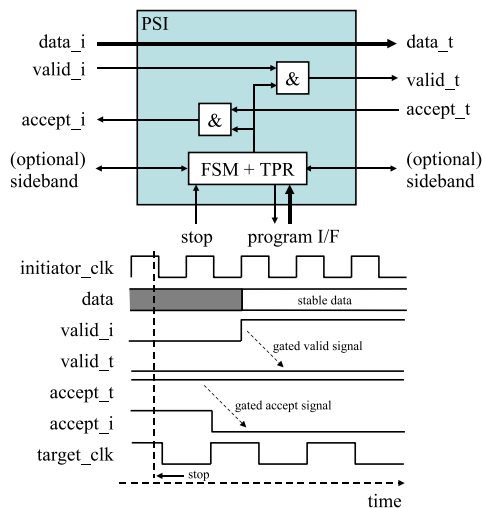 PSI
data_i
data_t
valid_i
&
valid_t
accept_i
&
accept_t
(optional)
sideband
FSM + TPR
(optional)
sideband
stop
program I/F
initiator_clk
data
stable data
valid_i
gated valid signal
valid_t
accept_t
gated accept signal
accept_i
target_clk
stop
time